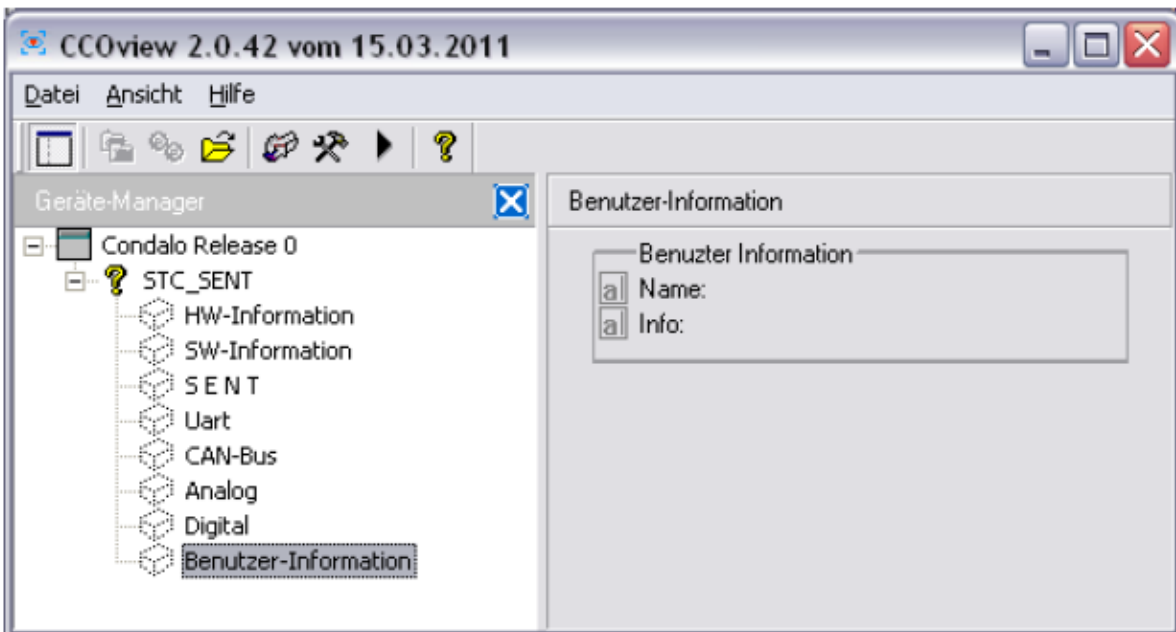 CCOview 2.0.42 vom 15.03.2011
Datei Ansicht Hilfe
Geräte-Manager
Condalo Release 0
STC_SENT
HW-Information
SW-Information
S E N T
Uart
CAN-Bus
Analog
Digital
Benutzer-Information
Benutzer-Information
Benuzter Information
a Name:
a Info: